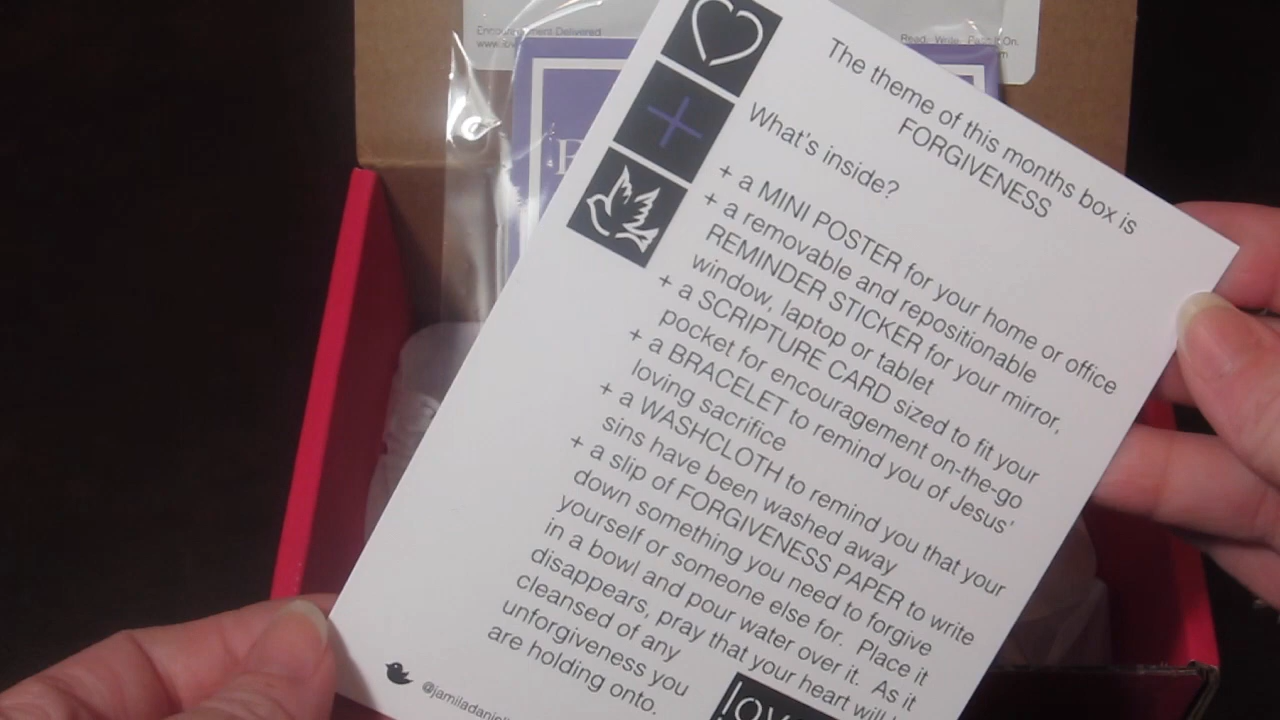 Delivered
Read. Write.
The theme of this months box is
FORGIVENESS
What's inside?
+ a MINI POSTER for your home or office
+ a removable and repositionable
REMINDER STICKER for your mirror,
window, laptop or tablet
+ a SCRIPTURE CARD sized to fit your
pocket for encouragement on-the-go
+ a BRACELET to remind you of Jesus'
loving sacrifice
+ a WASHCLOTH to remind you that your
sins have been washed away
+ a slip of FORGIVENESS PAPER to write
down something you need to forgive
yourself or someone else for. Place it
in a bowl and pour water over it. As it
disappears, pray that your heart will
cleansed of any
unforgiveness you
are holding onto.